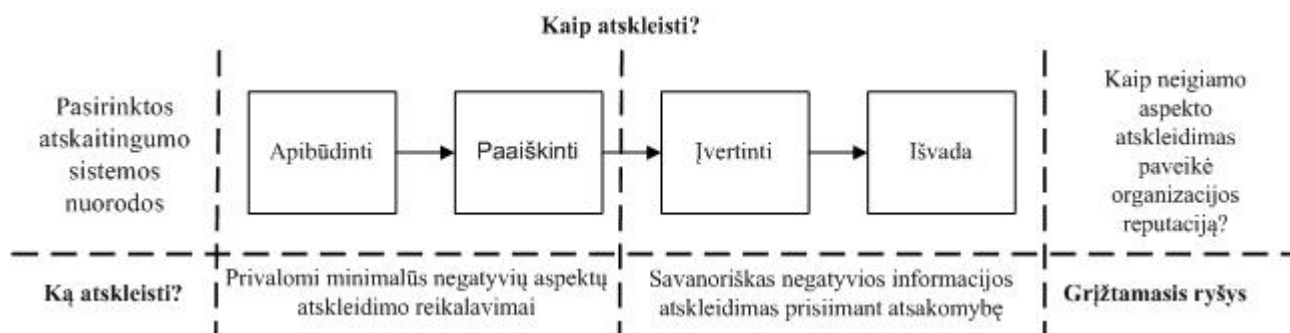 Kaip atskleisti?
Pasirinktos
atskaitingumo
sistemos
nuorodos
Apibūdinti
Paaiškinti
Įvertinti
Išvada
Kaip neigiamo
aspekto
atskleidimas
paveikė
organizacijos
reputaciją?
Ką atskleisti?
Privalomi minimalūs negatyvių aspektų
atskleidimo reikalavimai
Savanoriškas negatyvios informacijos
atskleidimas prisiimant atsakomybę
Grįžtamasis ryšys